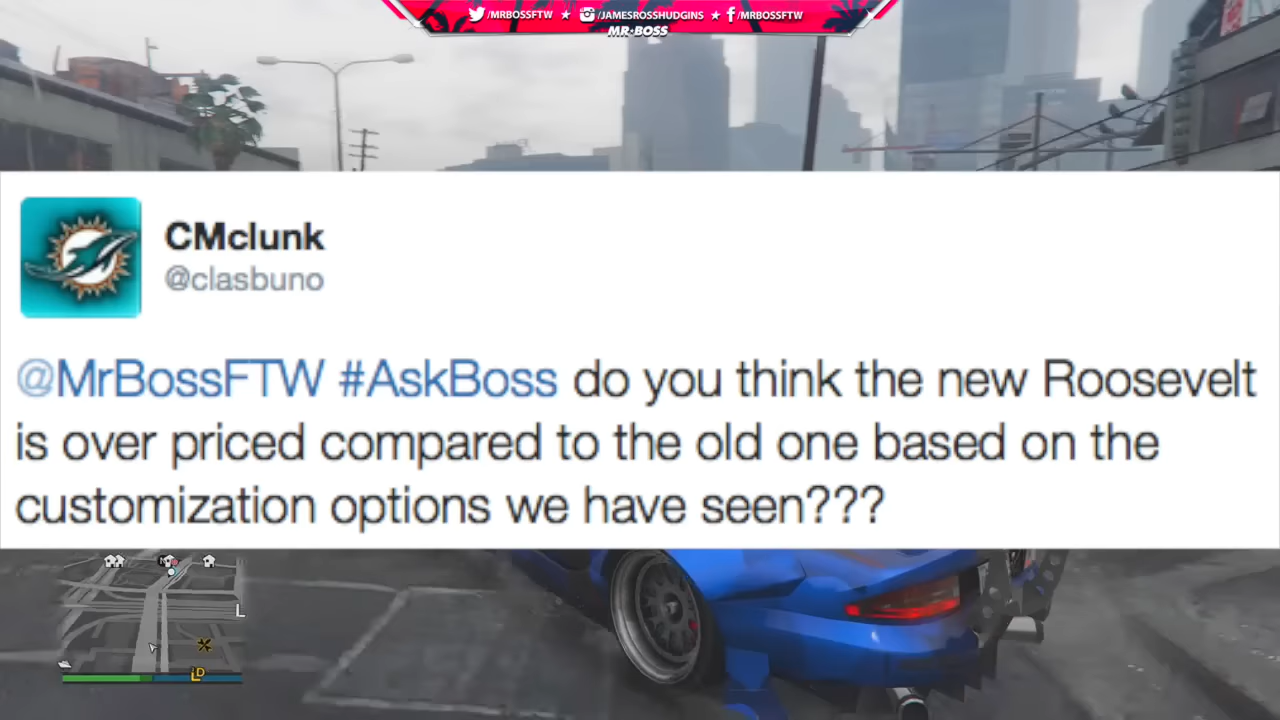 /MRBOSSFTW ★ /JAMESROSSHUDGINS ★ f /MRBOSSFTW
MR•BOSS
CMclunk
@clasbuno
@MrBossFTW #AskBoss do you think the new Roosevelt
is over priced compared to the old one based on the
customization options we have seen???
L
LD